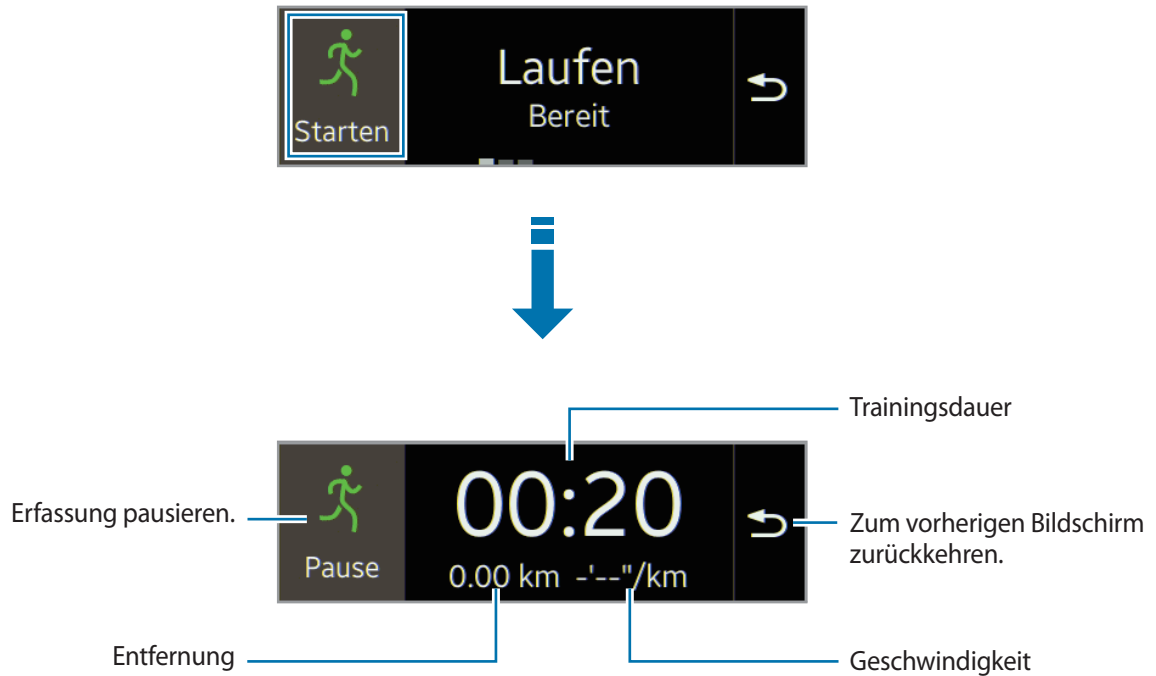 Laufen
Bereit
Starten
Trainingsdauer
00:20
Erfassung pausieren.
Zum vorherigen Bildschirm
zurückkehren.
Pause
0.00 km -'--"/km
Entfernung
Geschwindigkeit